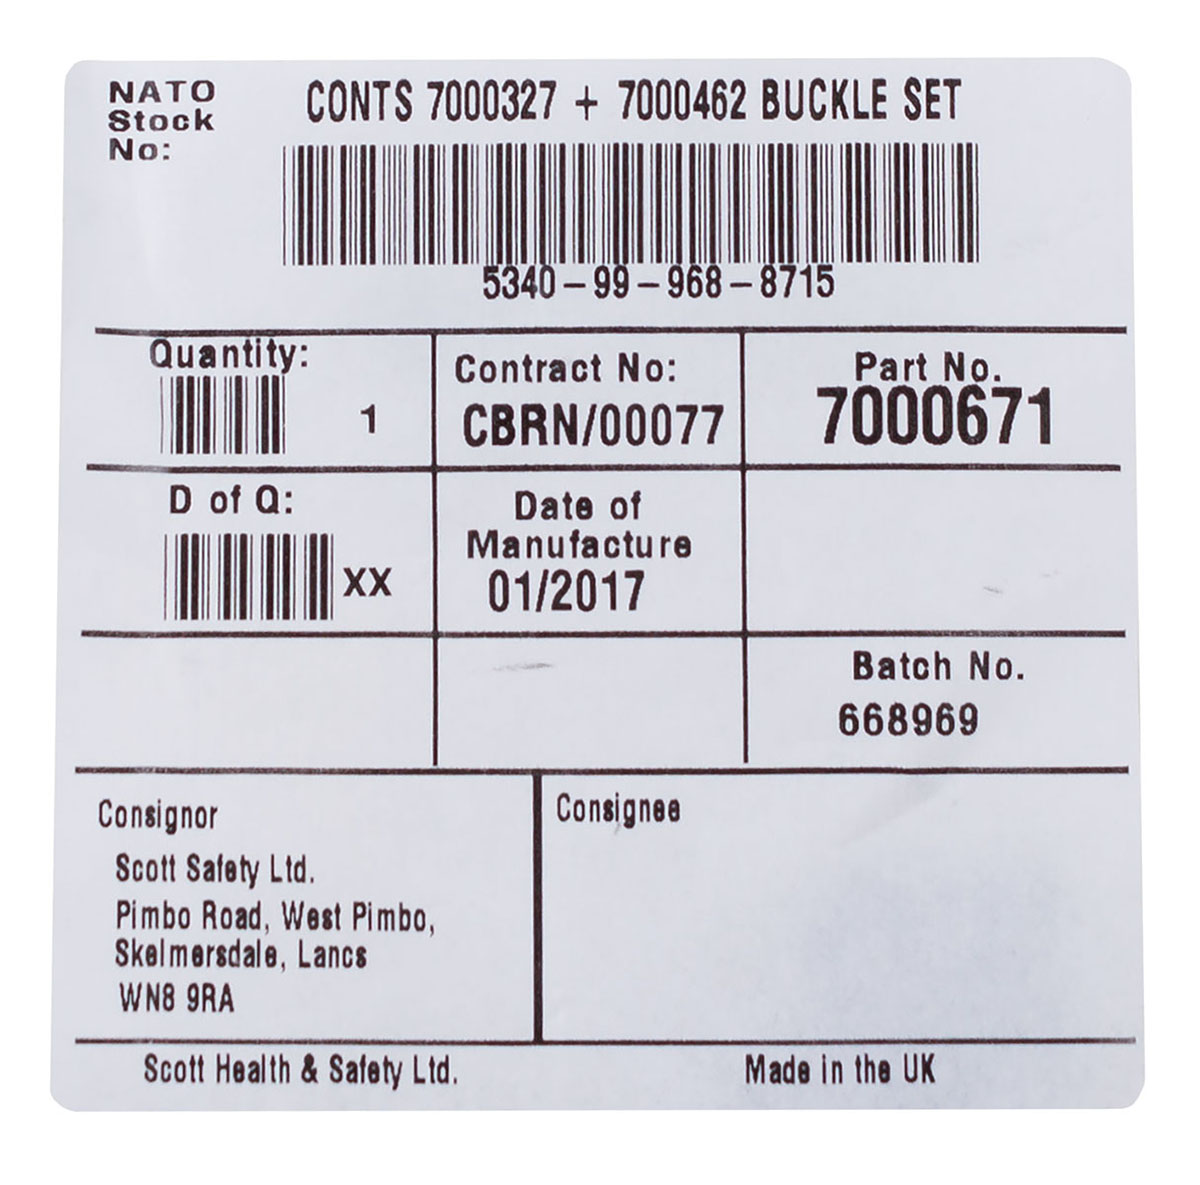 NATO
Stock
No:
CONTS 7000327 + 7000462 BUCKLE SET
5340-99-968-8715
Quantity:
1
Contract No:
CBRN/00077
Part No.
7000671
D of Q:
XX
Date of
Manufacture
01/2017
Batch No.
668969
Consignor
Scott Safety Ltd.
Pimbo Road, West Pimbo,
Skelmersdale, Lancs
WN8 9RA
Consignee
Scott Health & Safety Ltd.
Made in the UK